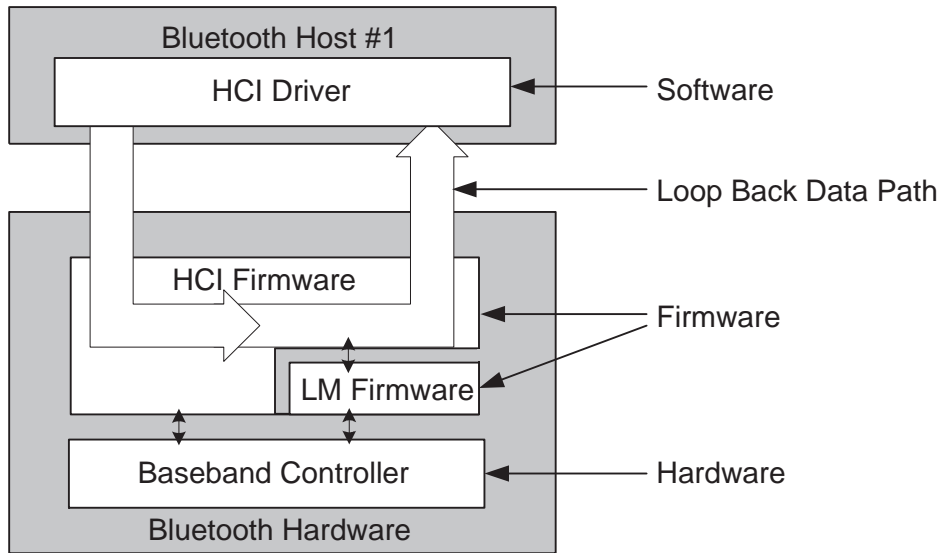 Bluetooth Host #1
HCI Driver
Software
Loop Back Data Path
HCI Firmware
Firmware
LM Firmware
Baseband Controller
Hardware
Bluetooth Hardware